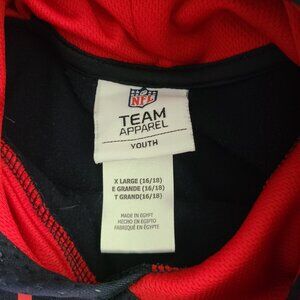 NFL
TEAM
APPAREL
YOUTH
X LARGE (16/18)
E GRANDE (16/18)
T GRAND(16/18)
MADE IN EGYPT
HECHO EN EGIPTO
FABRIQUÉ EN ÉGYPTE